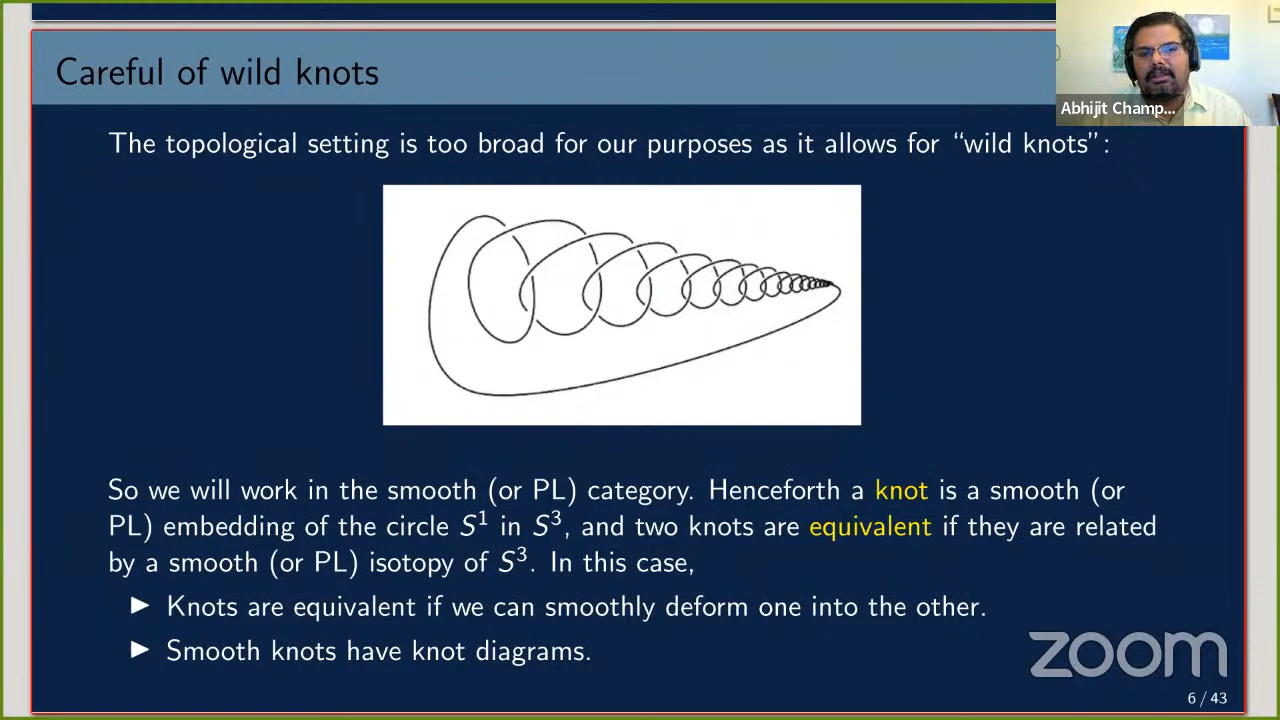 Careful of wild knots
Abhijit Champ...
The topological setting is too broad for our purposes as it allows for “wild knots”:
So we will work in the smooth (or PL) category. Henceforth a knot is a smooth (or
PL) embedding of the circle S¹ in S³, and two knots are equivalent if they are related
by a smooth (or PL) isotopy of S³. In this case,
▶ Knots are equivalent if we can smoothly deform one into the other.
▶ Smooth knots have knot diagrams.
zoom
6 / 43